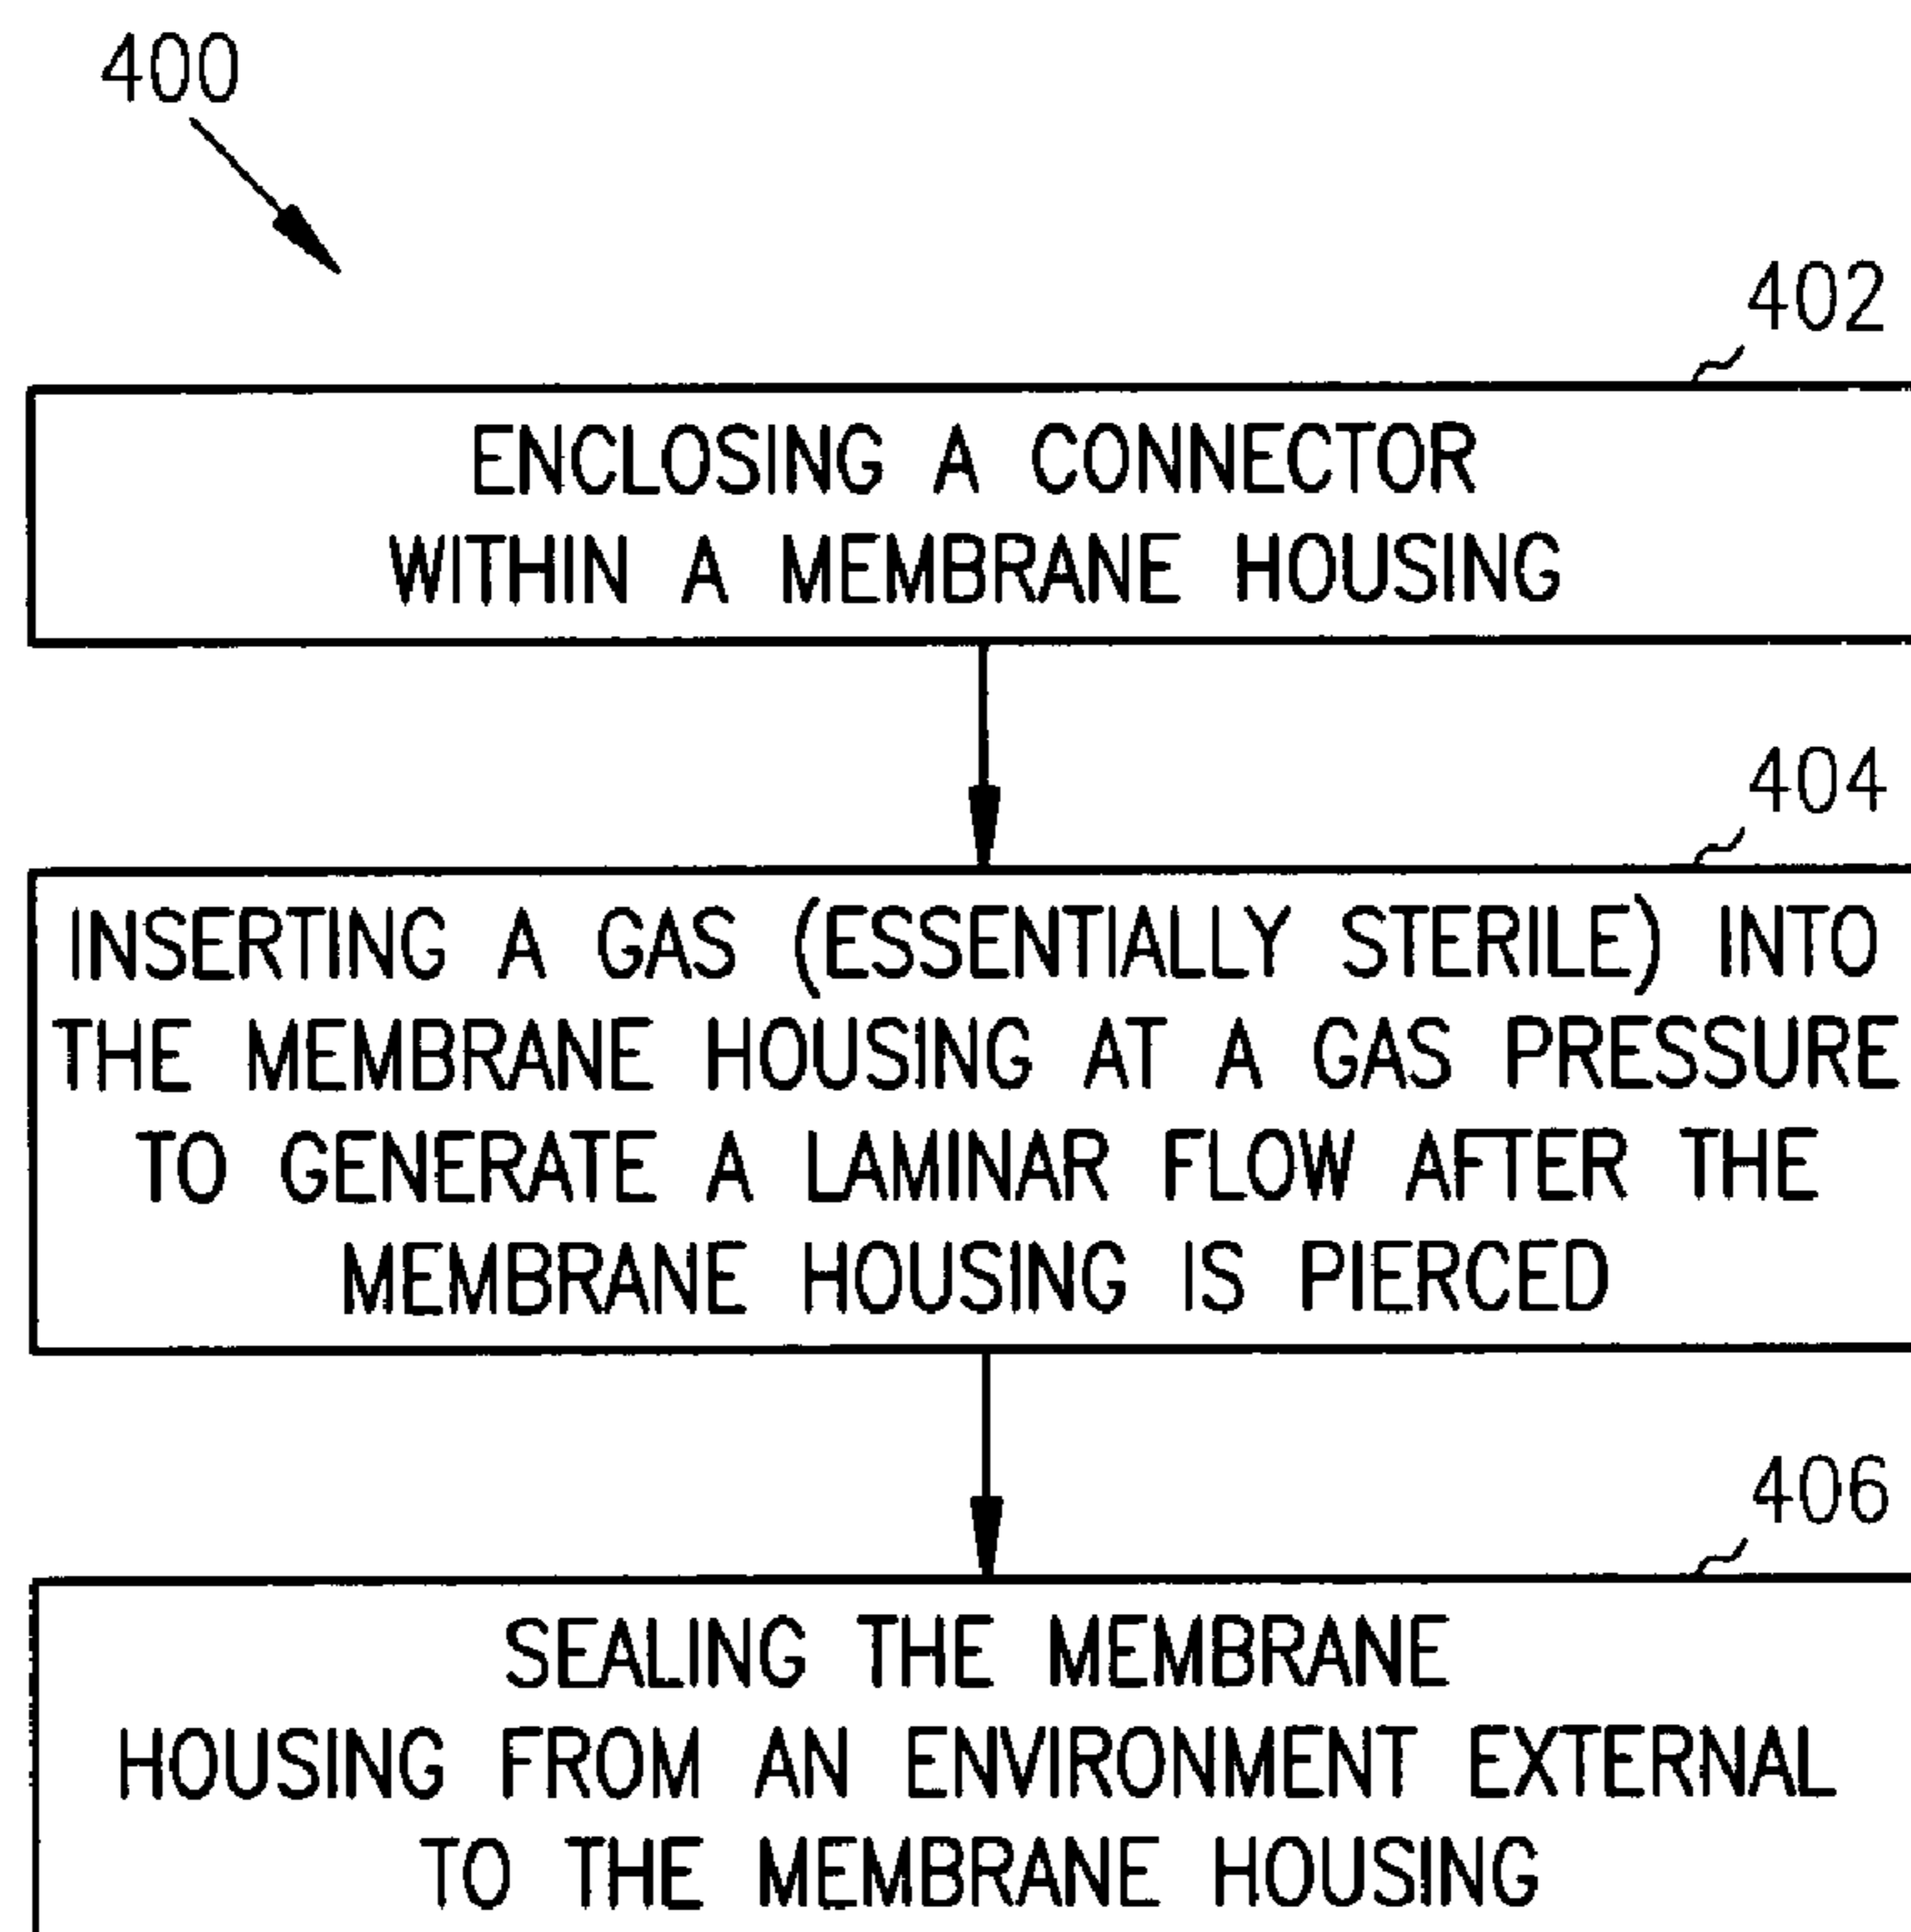 400
402
ENCLOSING A CONNECTOR
WITHIN A MEMBRANE HOUSING
404
INSERTING A GAS (ESSENTIALLY STERILE) INTO
THE MEMBRANE HOUSING AT A GAS PRESSURE
TO GENERATE A LAMINAR FLOW AFTER THE
MEMBRANE HOUSING IS PIERCED
406
SEALING THE MEMBRANE
HOUSING FROM AN ENVIRONMENT EXTERNAL
TO THE MEMBRANE HOUSING